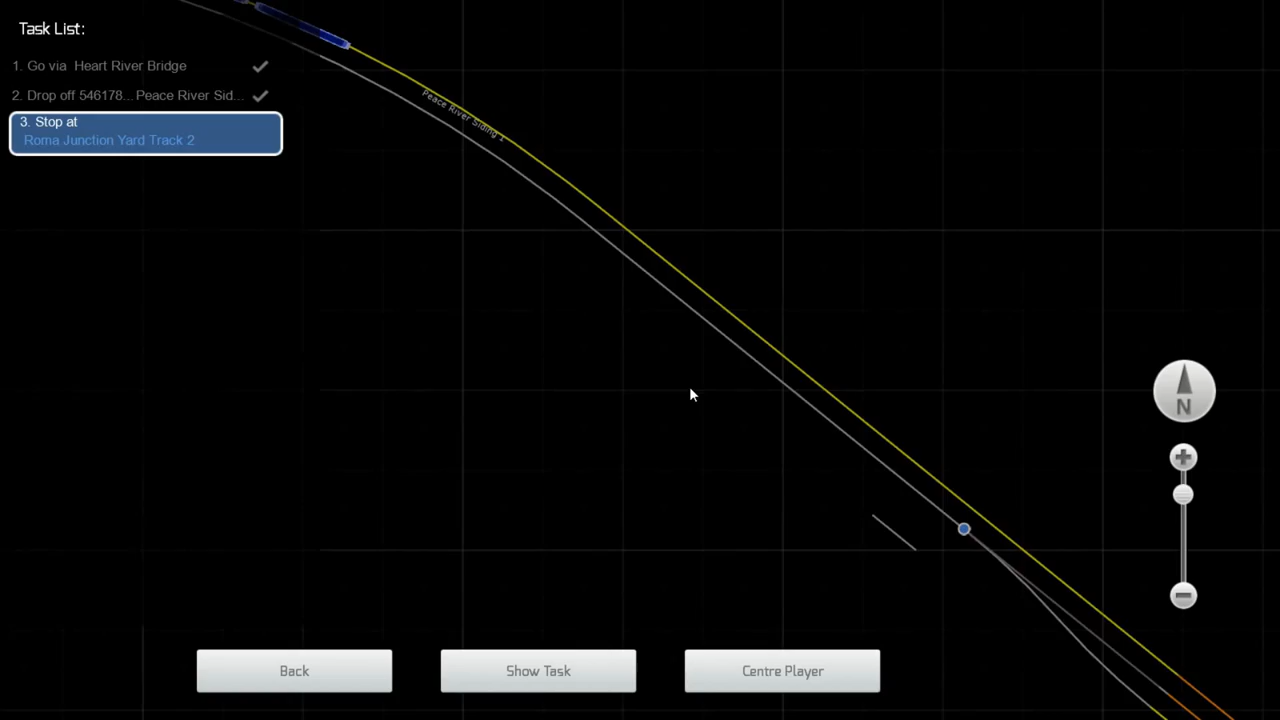 Task List:
1. Go via  Heart River Bridge
2. Drop off 546178... Peace River Sid...
3. Stop at
Roma Junction Yard Track 2
Peace River Siding 1
N
Back
Show Task
Centre Player